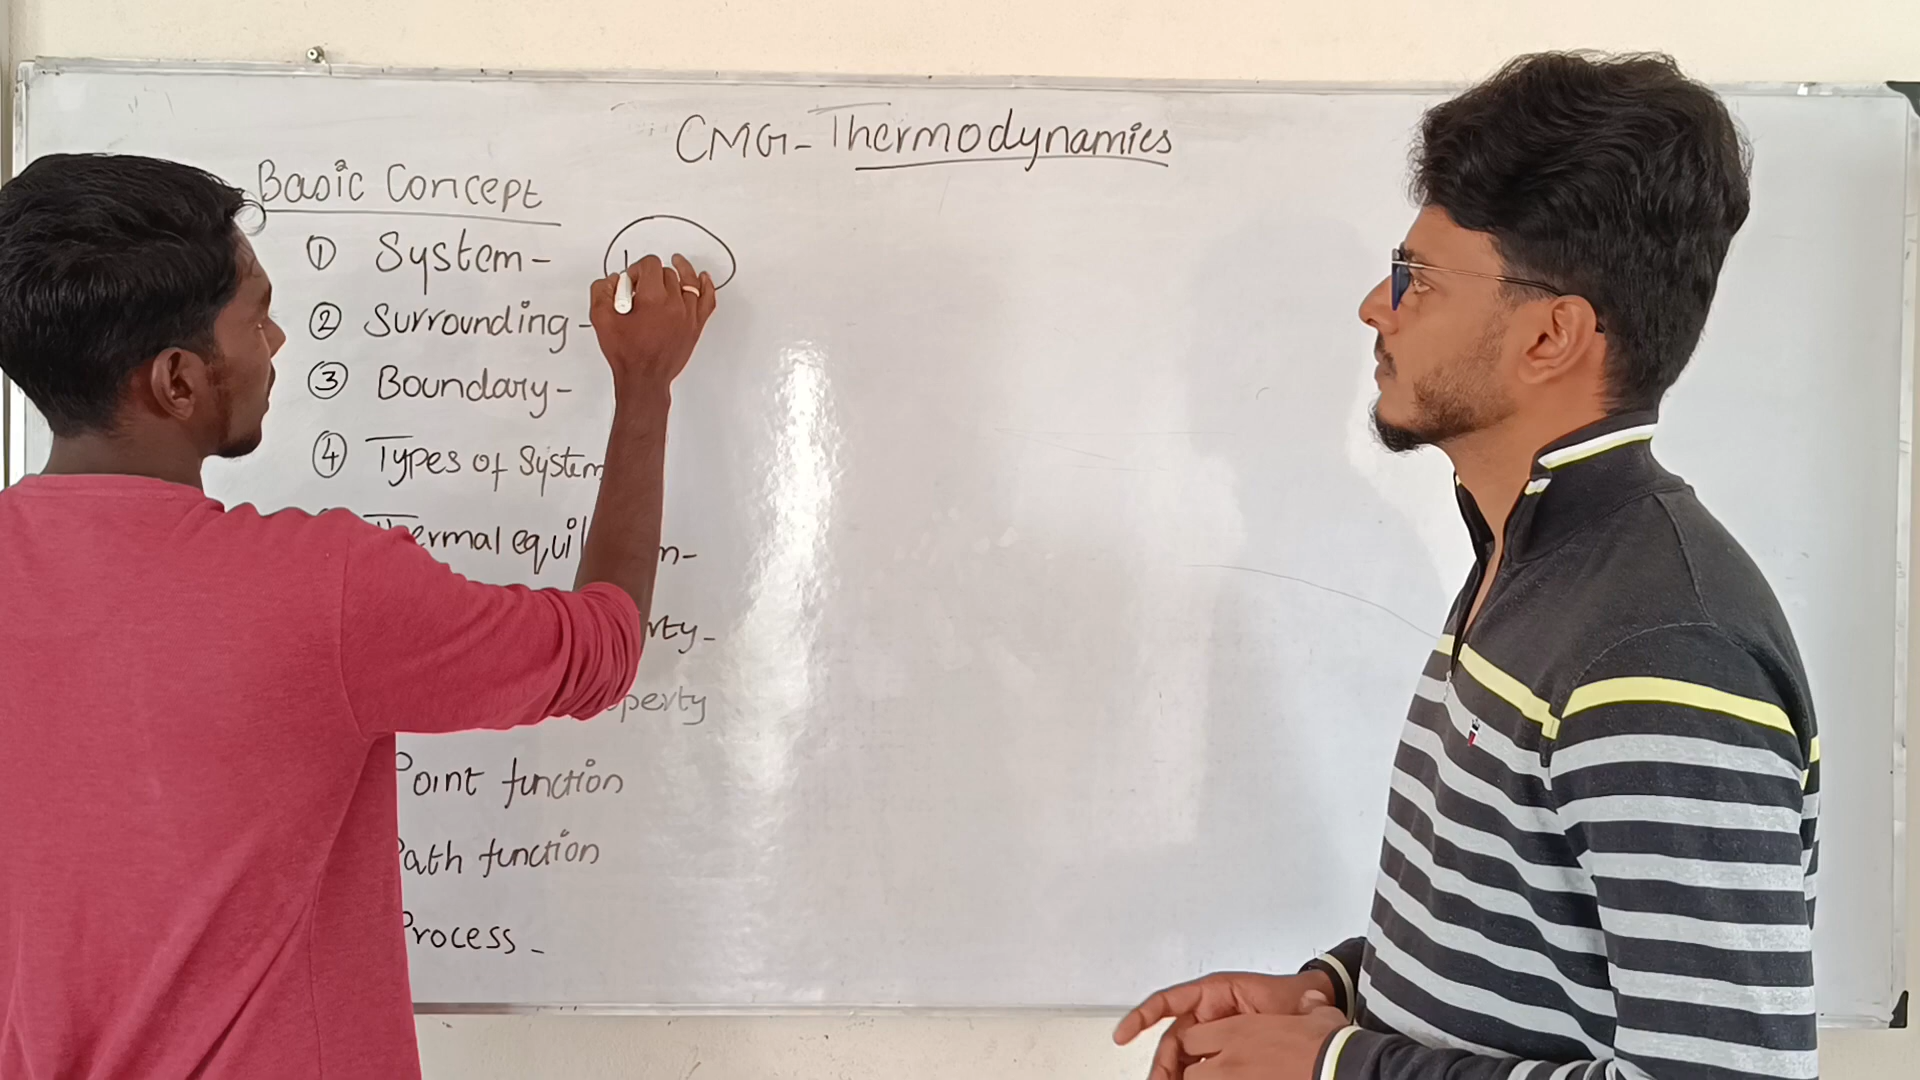 CMG-Thermodynamics
Basic Concept
① System-
② Surrounding-
③ Boundary-
④ Types of System
Point function
Path function
Process-